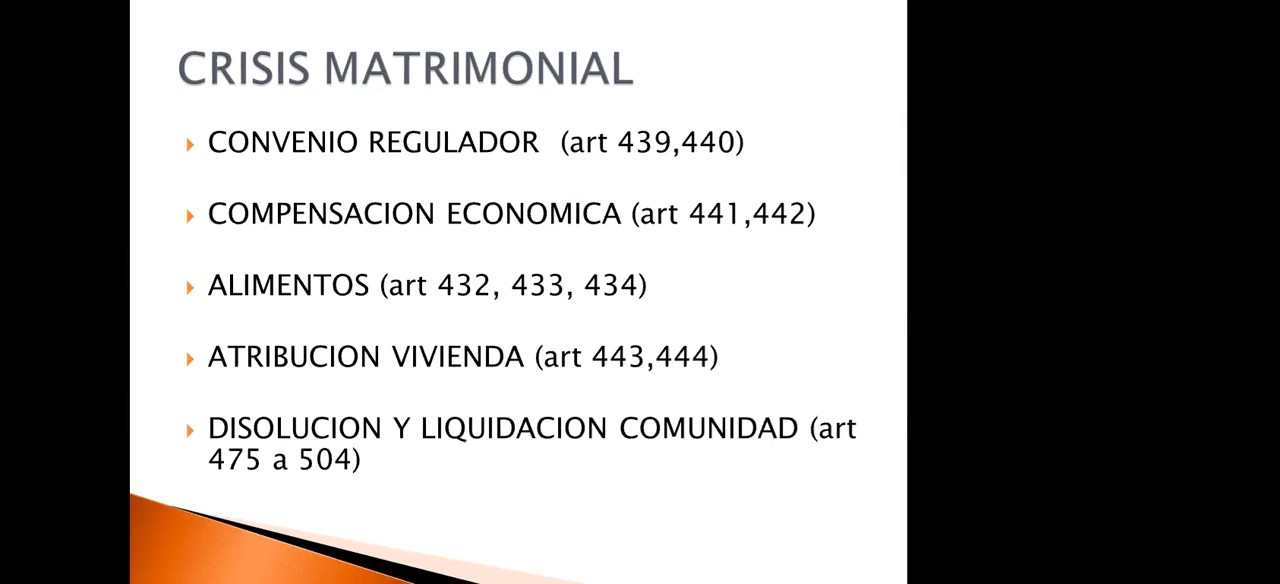 CRISIS MATRIMONIAL
CONVENIO REGULADOR (art 439,440)
COMPENSACION ECONOMICA (art 441,442)
ALIMENTOS (art 432, 433, 434)
ATRIBUCION VIVIENDA (art 443,444)
DISOLUCION Y LIQUIDACION COMUNIDAD (art
475 a 504)